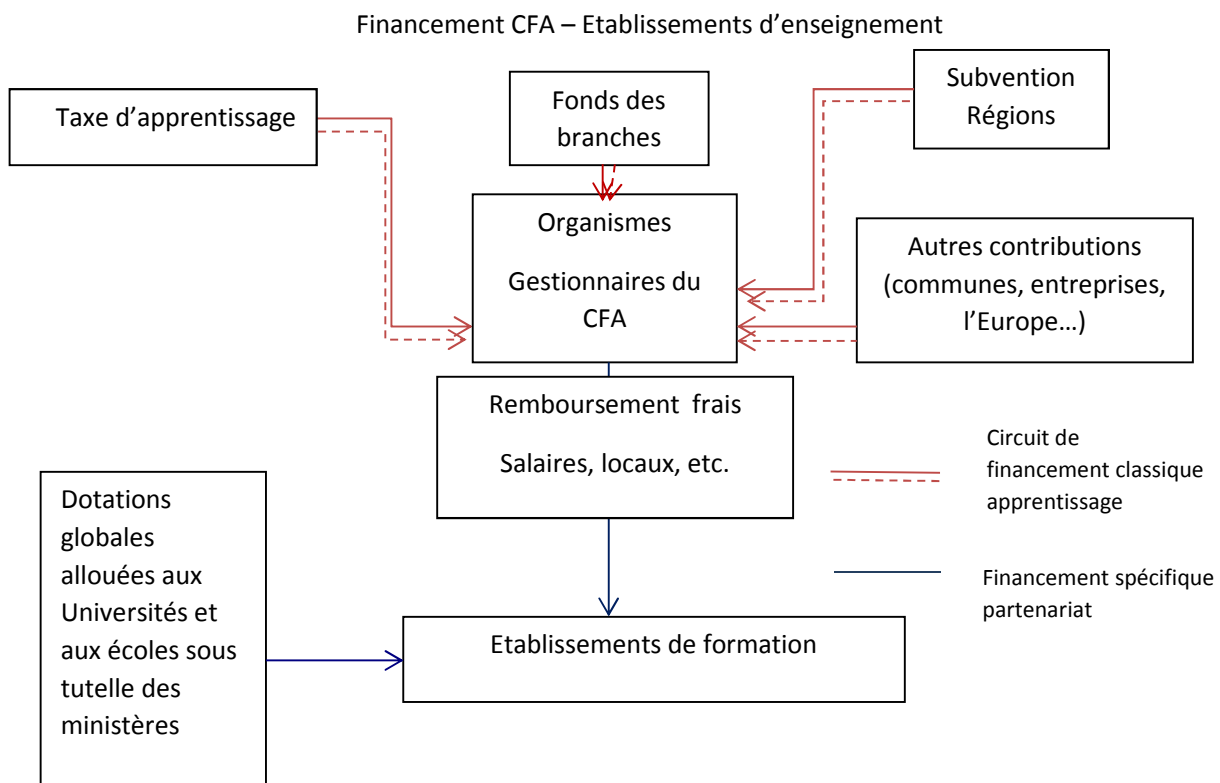 Financement CFA – Etablissements d’enseignement
Taxe d’apprentissage
Fonds des
branches
Subvention
Régions
Organismes
Gestionnaires du
CFA
Autres contributions
(communes, entreprises,
l’Europe…)
Remboursement frais
Salaires, locaux, etc.
Circuit de
financement classique
apprentissage
Dotations
globales
allouées aux
Universités et
aux écoles sous
tutelle des
ministères
Financement spécifique
partenariat
Etablissements de formation